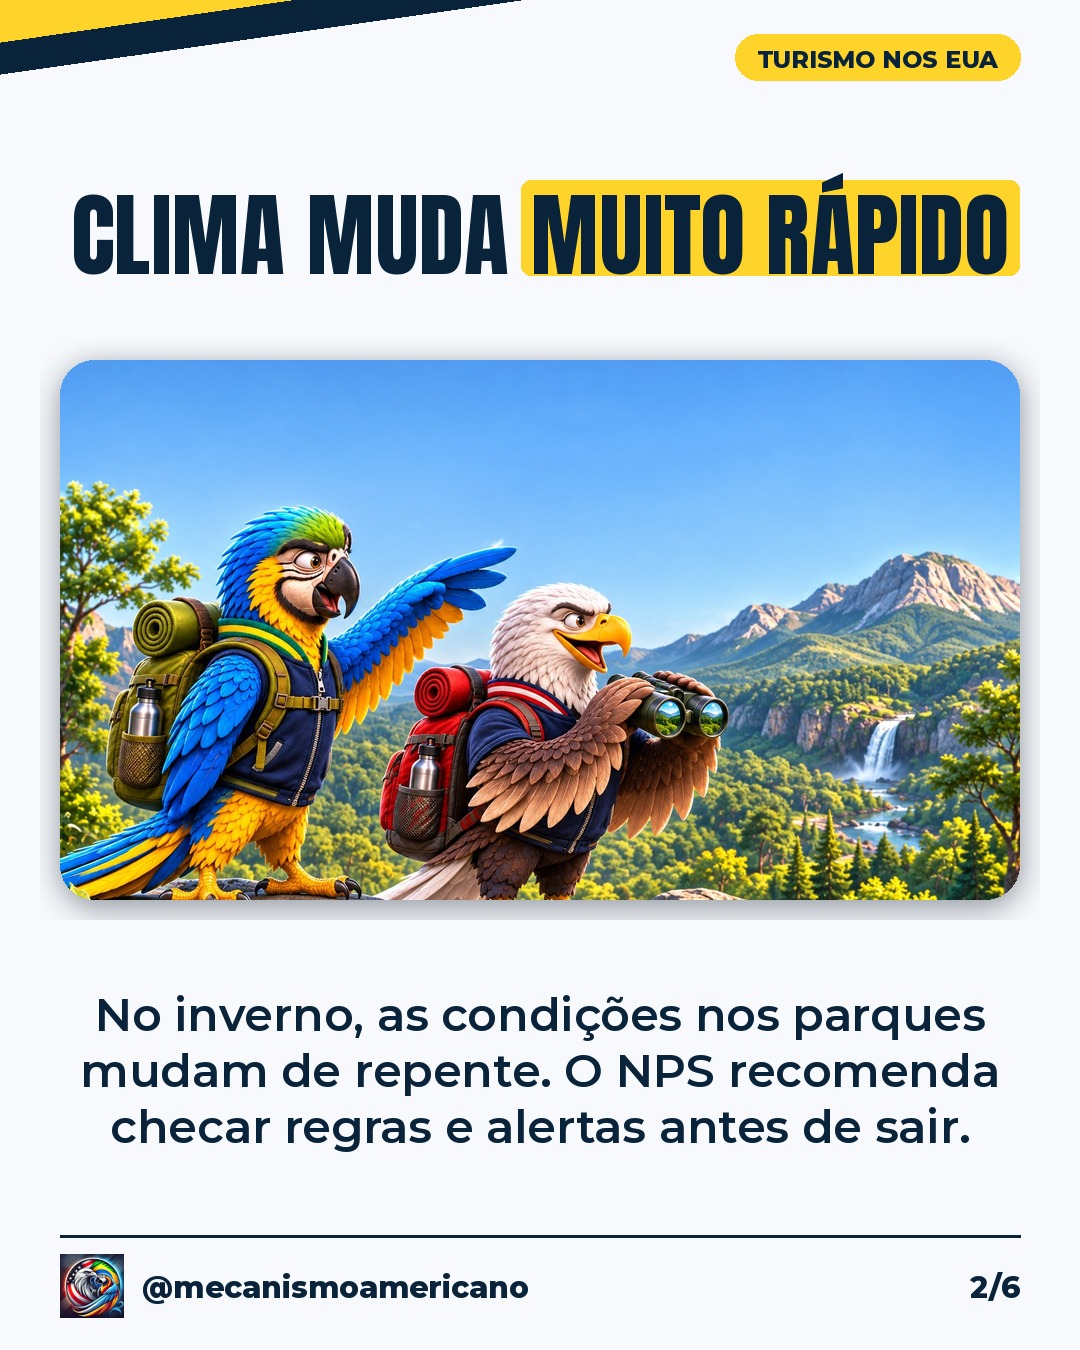 TURISMO NOS EUA
CLIMA MUDA MUITO RÁPIDO
No inverno, as condições nos parques
mudam de repente. O NPS recomenda
checar regras e alertas antes de sair.
@mecanismoamericano
2/6